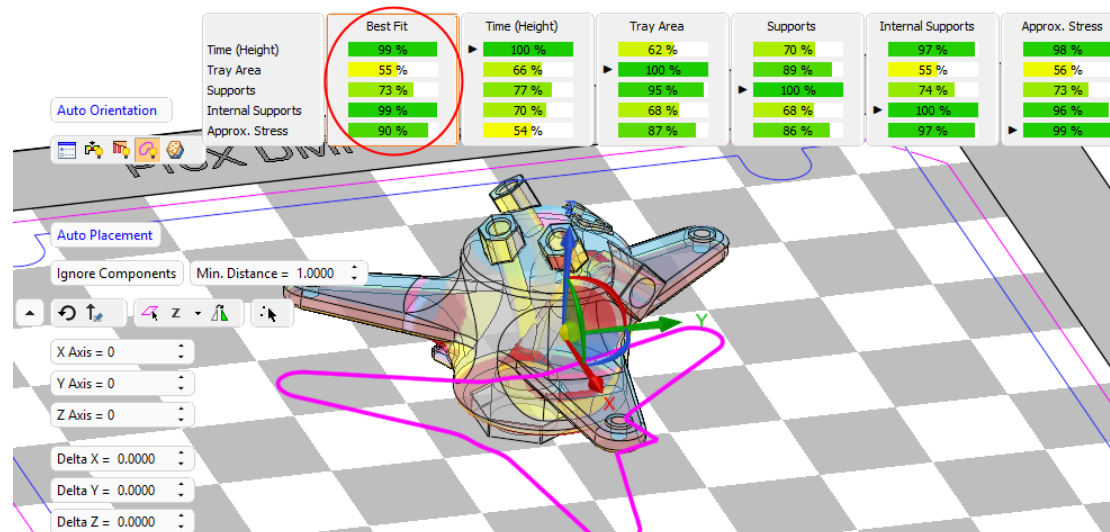 Best Fit Time (Height) Tray Area Supports Internal Supports Approx. Stress
Time (Height) 99 % 100 % 62 % 70 % 97 % 98 %
Tray Area 55 % 66 % 100 % 89 % 55 % 56 %
Supports 73 % 77 % 95 % 100 % 74 % 73 %
Internal Supports 99 % 70 % 68 % 68 % 100 % 96 %
Approx. Stress 90 % 54 % 87 % 86 % 97 % 99 %
Auto Orientation
Auto Placement
Ignore Components Min. Distance = 1.0000
Z
X Axis = 0
Y Axis = 0
Z Axis = 0
Delta X = 0.0000
Delta Y = 0.0000
Delta Z = 0.0000
Z
Y
X